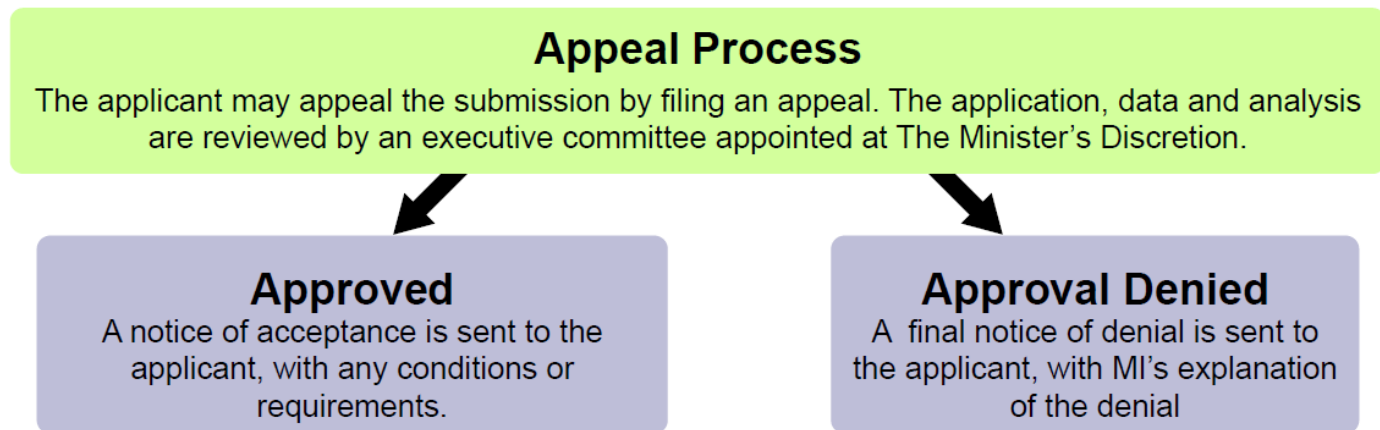 Appeal Process
The applicant may appeal the submission by filing an appeal. The application, data and analysis
are reviewed by an executive committee appointed at The Minister's Discretion.
Approved
A notice of acceptance is sent to the
applicant, with any conditions or
requirements.
Approval Denied
A  final notice of denial is sent to
the applicant, with MI's explanation
of the denial